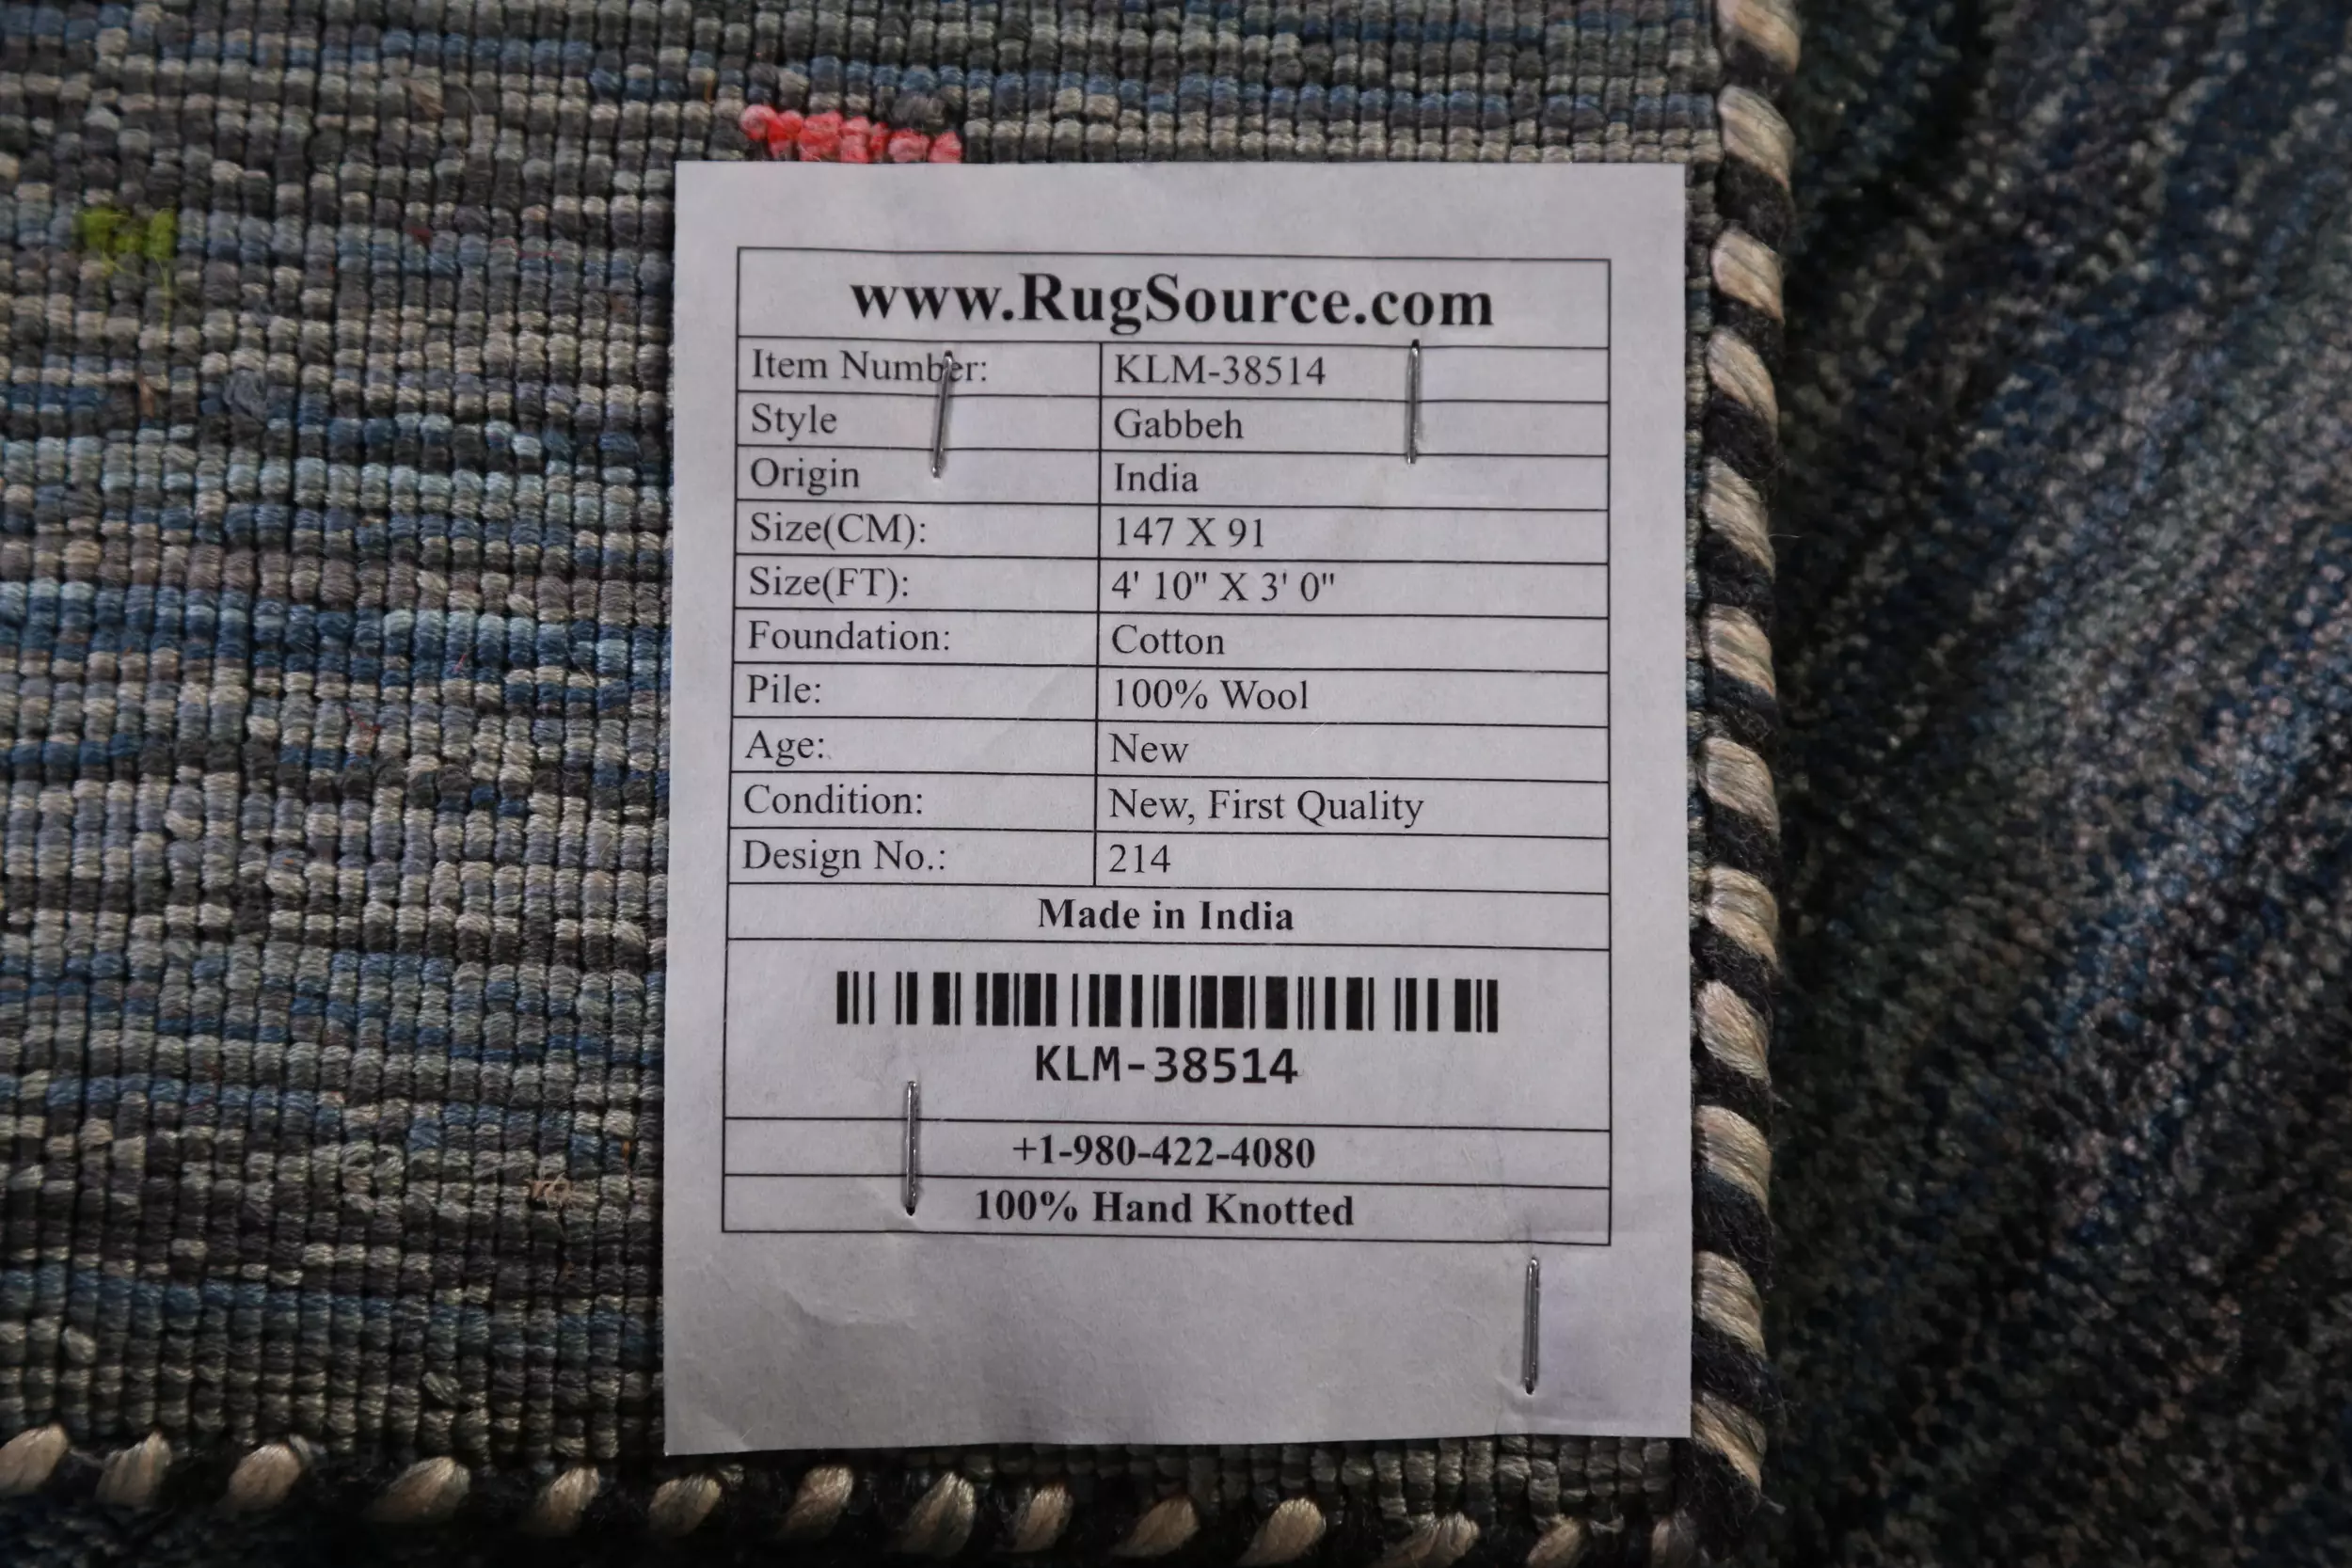 www.RugSource.com
Item Number: KLM-38514
Style Gabbeh
Origin India
Size(CM): 147 X 91
Size(FT): 4' 10" X 3' 0"
Foundation: Cotton
Pile: 100% Wool
Age: New
Condition: New, First Quality
Design No.: 214
Made in India
KLM-38514
+1-980-422-4080
100% Hand Knotted